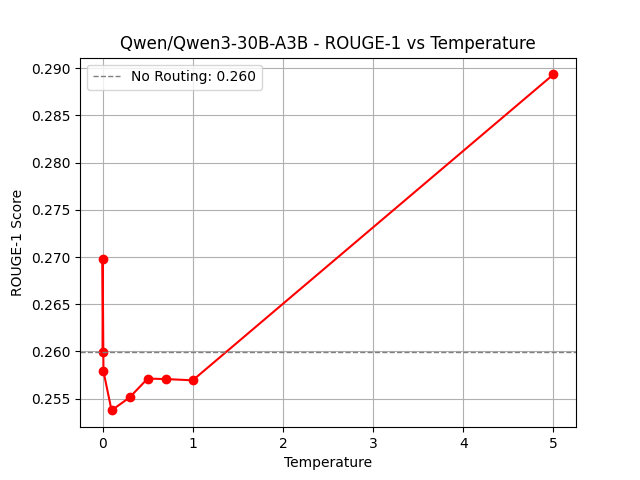 Qwen/Qwen3-30B-A3B - ROUGE-1 vs Temperature
No Routing: 0.260
ROUGE-1 Score
0.290
0.285
0.280
0.275
0.270
0.265
0.260
0.255
0 1 2 3 4 5
Temperature